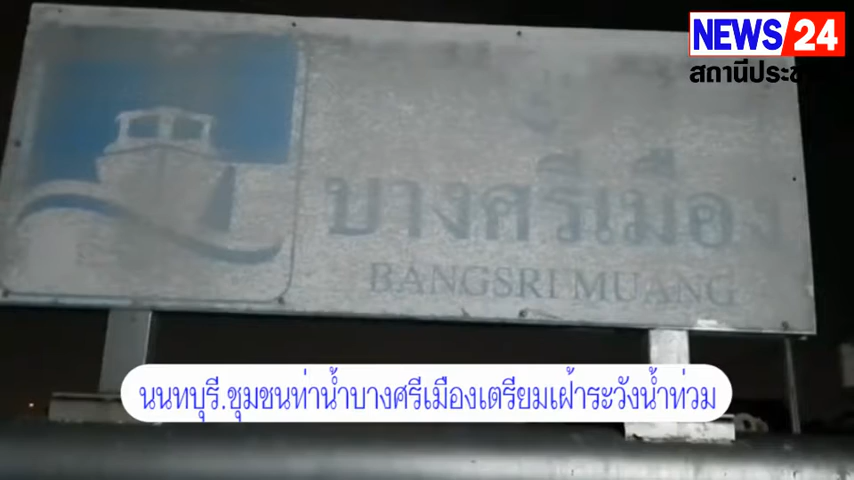 NEWS 24
สถานีประชา
บางศรีเมือง
BANGSRI MUANG
นนทบุรี.ชุมชนท่าน้ำบางศรีเมืองเตรียมเฝ้าระวังน้ำท่วม